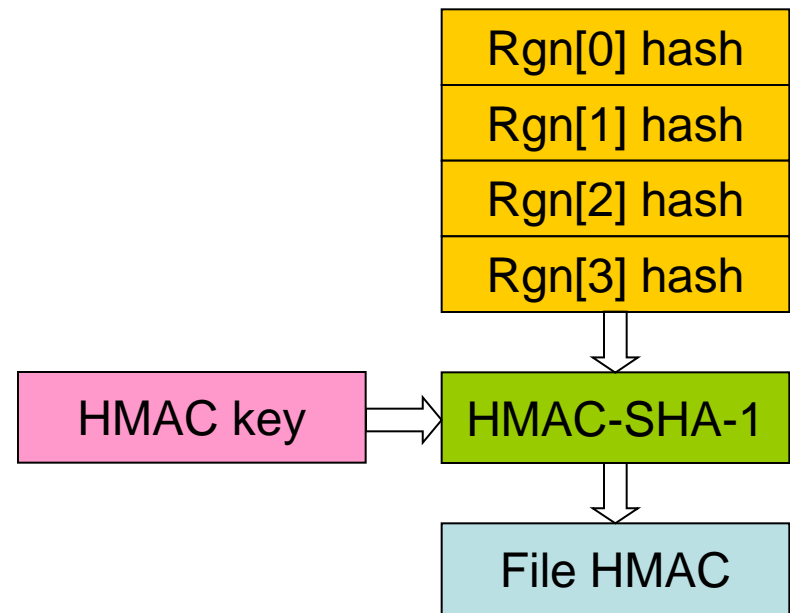 Rgn[0] hash
Rgn[1] hash
Rgn[2] hash
Rgn[3] hash
HMAC key
HMAC-SHA-1
File HMAC